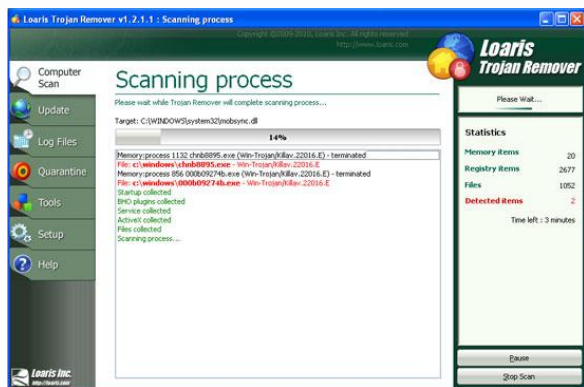 Loaris Trojan Remover v1.2.1.1 : Scanning process
Copyright ©2009-2010, Loaris Inc. All rights reserved
http://www.loaris.com
Loaris
Trojan Remover
Computer
Scan
Update
Log Files
Quarantine
Tools
Setup
Help
Loaris Inc.
http://loaris.com
Scanning process
Please wait while Trojan Remover will complete scanning process...
Target: C:\WINDOWS\system32\mobsync.dll
14%
Memory:process 1132 chnb8895.exe (Win-Trojan/Killav.22016.E) - terminated
File: c:\windows\chnb8895.exe - Win-Trojan/Killav.22016.E
Memory:process 856 000b09274b.exe (Win-Trojan/Killav.22016.E) - terminated
File: c:\windows\000b09274b.exe - Win-Trojan/Killav.22016.E
Startup collected
BHO plugins collected
Service collected
ActiveX collected
Files collected
Scanning process...
Please Wait...
Statistics
Memory items 20
Registry items 2677
Files 1052
Detected items 2
Time left : 3 minutes
Pause
Stop Scan